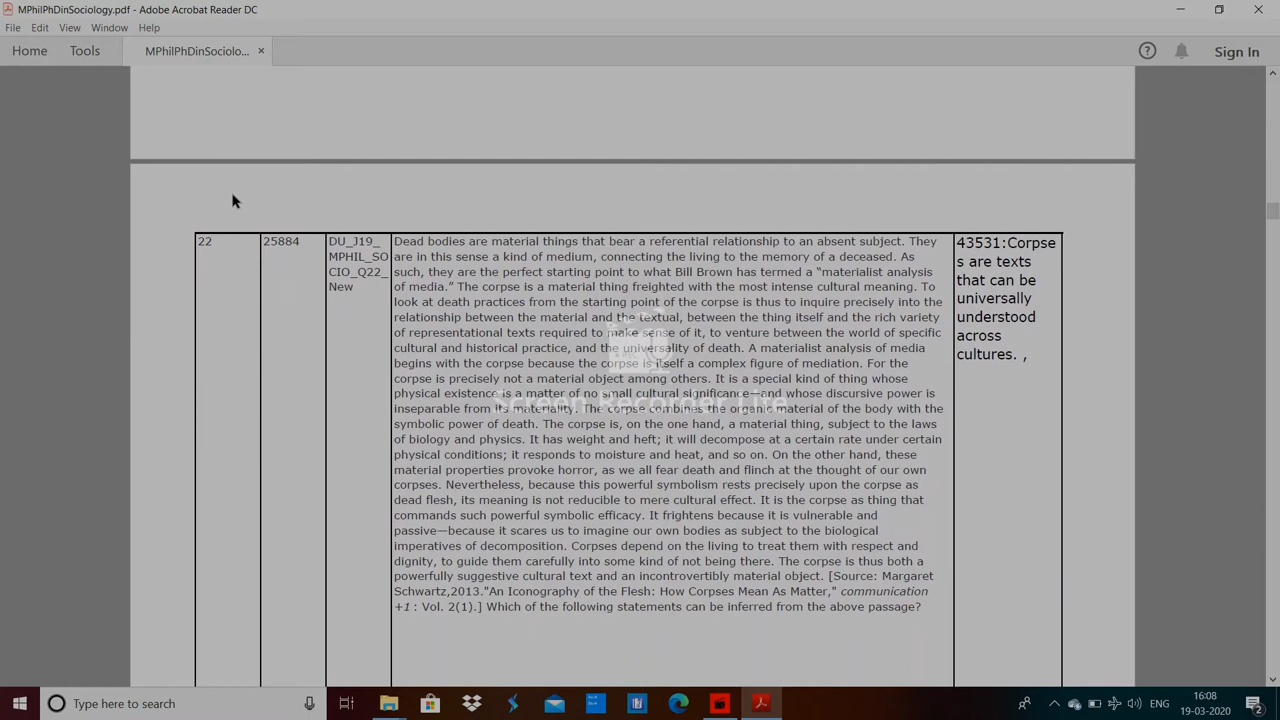 MPhilPhDinSociology.pdf - Adobe Acrobat Reader DC
File Edit View Window Help
Home Tools MPhilPhDinSociolo... × Sign In
22 25884 DU_J19_
MPHIL_SO
CIO_Q22_
New
Dead bodies are material things that bear a referential relationship to an absent subject. They
are in this sense a kind of medium, connecting the living to the memory of a deceased. As
such, they are the perfect starting point to what Bill Brown has termed a “materialist analysis
of media.” The corpse is a material thing freighted with the most intense cultural meaning. To
look at death practices from the starting point of the corpse is thus to inquire precisely into the
relationship between the material and the textual, between the thing itself and the rich variety
of representational texts required to make sense of it, to venture between the world of specific
cultural and historical practice, and the universality of death. A materialist analysis of media
begins with the corpse because the corpse is itself a complex figure of mediation. For the
corpse is precisely not a material object among others. It is a special kind of thing whose
physical existence is a matter of no small cultural significance—and whose discursive power is
inseparable from its materiality. The corpse combines the organic material of the body with the
symbolic power of death. The corpse is, on the one hand, a material thing, subject to the laws
of biology and physics. It has weight and heft; it will decompose at a certain rate under certain
physical conditions; it responds to moisture and heat, and so on. On the other hand, these
material properties provoke horror, as we all fear death and flinch at the thought of our own
corpses. Nevertheless, because this powerful symbolism rests precisely upon the corpse as
dead flesh, its meaning is not reducible to mere cultural effect. It is the corpse as thing that
commands such powerful symbolic efficacy. It frightens because it is vulnerable and
passive—because it scares us to imagine our own bodies as subject to the biological
imperatives of decomposition. Corpses depend on the living to treat them with respect and
dignity, to guide them carefully into some kind of not being there. The corpse is thus both a
powerfully suggestive cultural text and an incontrovertibly material object. [Source: Margaret
Schwartz,2013."An Iconography of the Flesh: How Corpses Mean As Matter," communication
+1 : Vol. 2(1).] Which of the following statements can be inferred from the above passage?
43531:Corpse
s are texts
that can be
universally
understood
across
cultures. ,
Screen Recorder Lite
Type here to search
ENG
16:08
19-03-2020
2